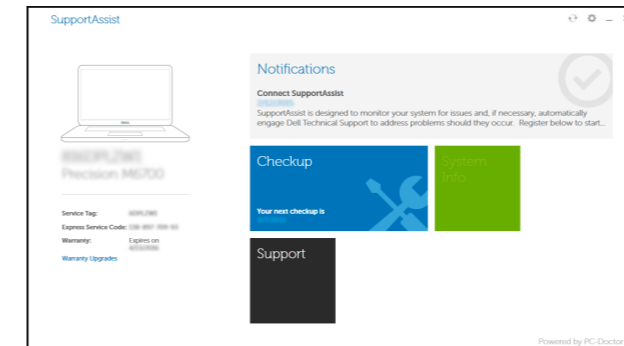 SupportAssist
Notifications
Connect SupportAssist
SupportAssist is designed to monitor your system for issues and, if necessary, automatically
engage Dell Technical Support to address problems should they occur. Register below to start...
Precision M6700
Checkup
System
Info
Your next checkup is
Service Tag:
Express Service Code:
Warranty: Expires on
Warranty Upgrades
Support
Powered by PC-Doctor